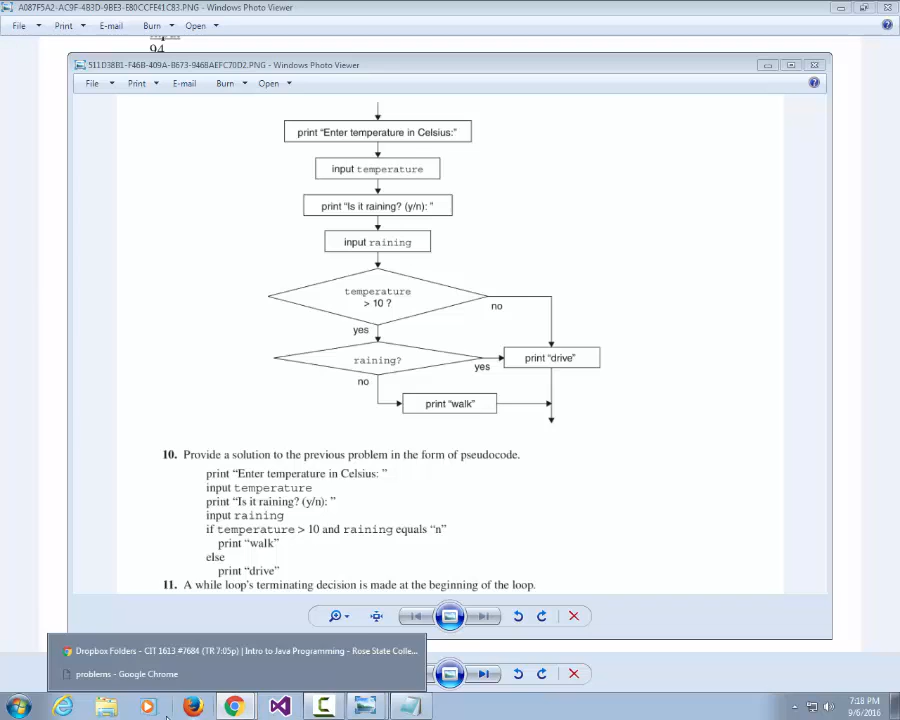 A087F5A2-AC9F-4B3D-9BE3-E80CCFE41C83.PNG - Windows Photo Viewer
File Print E-mail Burn Open
94
511D38B1-F46B-409A-B673-9468AEFC70D2.PNG - Windows Photo Viewer
File Print E-mail Burn Open
print “Enter temperature in Celsius:”
input temperature
print “Is it raining? (y/n): ”
input raining
temperature
> 10 ?
no
yes
raining?
yes
print “drive”
no
print “walk”
10. Provide a solution to the previous problem in the form of pseudocode.
print “Enter temperature in Celsius: ”
input temperature
print “Is it raining? (y/n): ”
input raining
if temperature > 10 and raining equals “n”
print “walk”
else
print “drive”
11. A while loop's terminating decision is made at the beginning of the loop.
Dropbox Folders - CIT 1613 #7684 (TR 7:05p) | Intro to Java Programming - Rose State Colle...
problems - Google Chrome
7:18 PM
9/6/2016